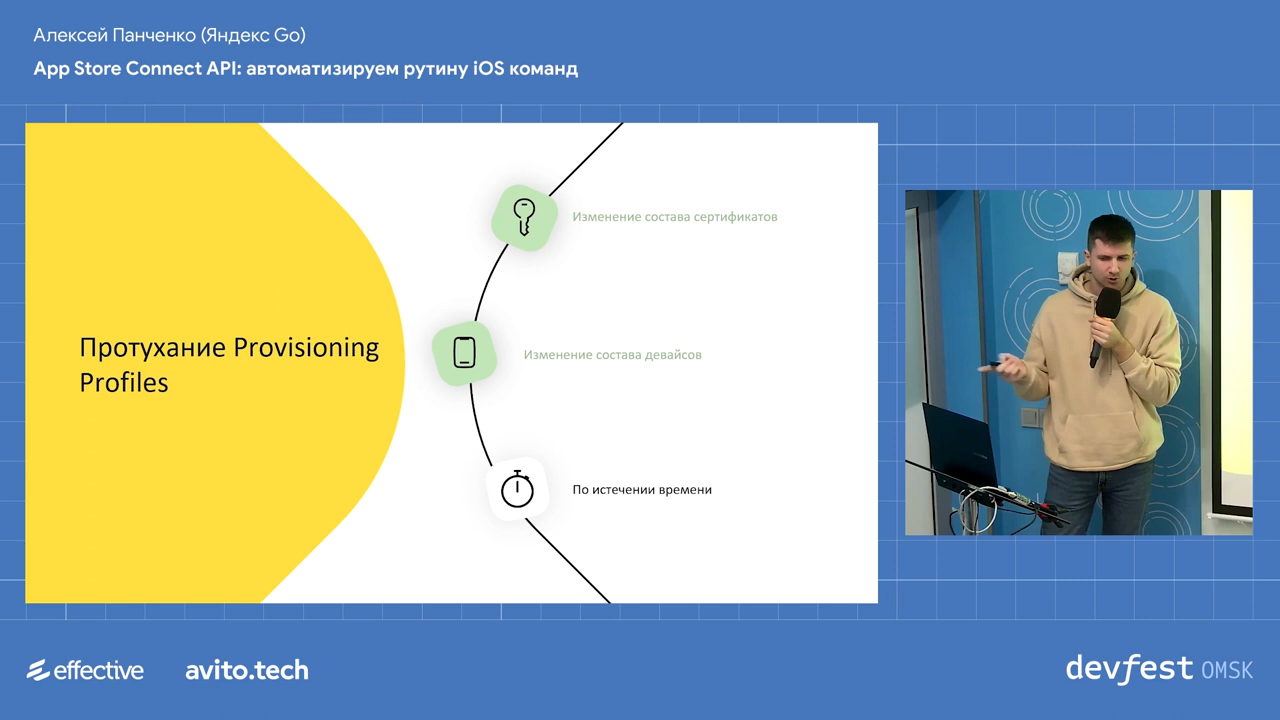 Алексей Панченко (Яндекс Go)
App Store Connect API: автоматизируем рутину iOS команд
Протухание Provisioning
Profiles
Изменение состава сертификатов
Изменение состава девайсов
По истечении времени
effective
avito.tech
devfest OMSK